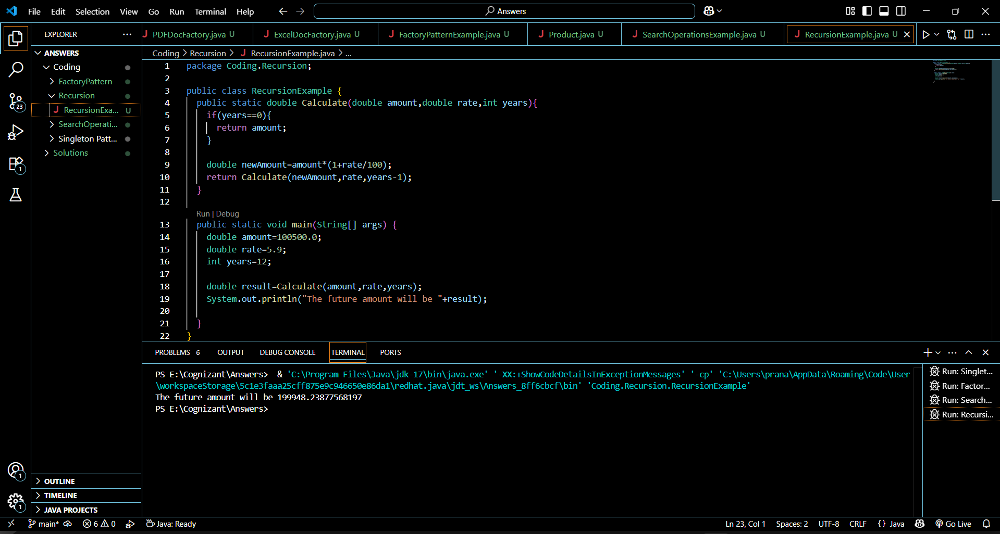 File Edit Selection View Go Run Terminal Help Answers
EXPLORER
ANSWERS
Coding
FactoryPattern
Recursion
RecursionExa... U
SearchOperati...
Singleton Patt...
Solutions
OUTLINE
TIMELINE
JAVA PROJECTS
23
1
1
1
PDFDocFactory.java U ExcelDocFactory.java U FactoryPatternExample.java U Product.java U SearchOperationsExample.java U RecursionExample.java U
Coding > Recursion > RecursionExample.java > ...
1 package Coding.Recursion;
2
3 public class RecursionExample {
4 public static double Calculate(double amount,double rate,int years){
5 if(years==0){
6 return amount;
7 }
8
9 double newAmount=amount*(1+rate/100);
10 return Calculate(newAmount,rate,years-1);
11 }
12
Run | Debug
13 public static void main(String[] args) {
14 double amount=100500.0;
15 double rate=5.9;
16 int years=12;
17
18 double result=Calculate(amount,rate,years);
19 System.out.println("The future amount will be "+result);
20
21 }
22 }
PROBLEMS 6 OUTPUT DEBUG CONSOLE TERMINAL PORTS
PS E:\Cognizant\Answers> & 'C:\Program Files\Java\jdk-17\bin\java.exe' '-XX:+ShowCodeDetailsInExceptionMessages' '-cp' 'C:\Users\prana\AppData\Roaming\Code\User
\workspaceStorage\5c1e3faaa25cff875e9c946650e86da1\redhat.java\jdt_ws\Answers_8ff6cbcf\bin' 'Coding.Recursion.RecursionExample'
The future amount will be 199948.23877568197
PS E:\Cognizant\Answers>
Run: Singlet...
Run: Factor...
Run: Search...
Run: Recursi...
main* 6 0 Java: Ready Ln 23, Col 1 Spaces: 2 UTF-8 CRLF {} Java Go Live